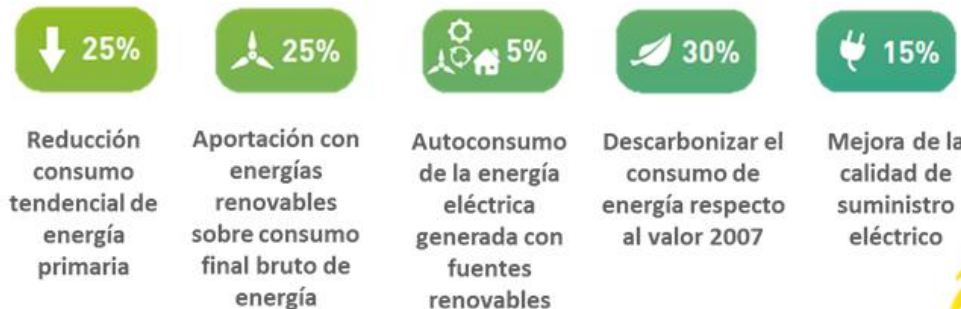 25%
Reducción
consumo
tendencial de
energía
primaria
25%
Aportación con
energías
renovables
sobre consumo
final bruto de
energía
5%
Autoconsumo
de la energía
eléctrica
generada con
fuentes
renovables
30%
Descarbonizar el
consumo de
energía respecto
al valor 2007
15%
Mejora de la
calidad de
suministro
eléctrico